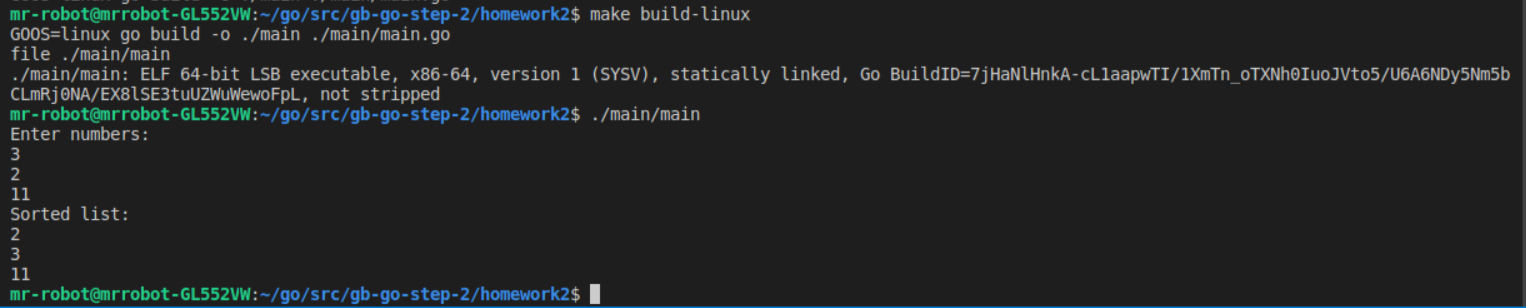 mr-robot@mrrobot-GL552VW:~/go/src/gb-go-step-2/homework2$ make build-linux
GOOS=linux go build -o ./main ./main/main.go
file ./main/main
./main/main: ELF 64-bit LSB executable, x86-64, version 1 (SYSV), statically linked, Go BuildID=7jHaNlHnkA-cL1aapwTI/1XmTn_oTXNh0IuoJVto5/U6A6NDy5Nm5b
CLmRj0NA/EX8lSE3tuUZWuWewoFpL, not stripped
mr-robot@mrrobot-GL552VW:~/go/src/gb-go-step-2/homework2$ ./main/main
Enter numbers:
3
2
11
Sorted list:
2
3
11
mr-robot@mrrobot-GL552VW:~/go/src/gb-go-step-2/homework2$